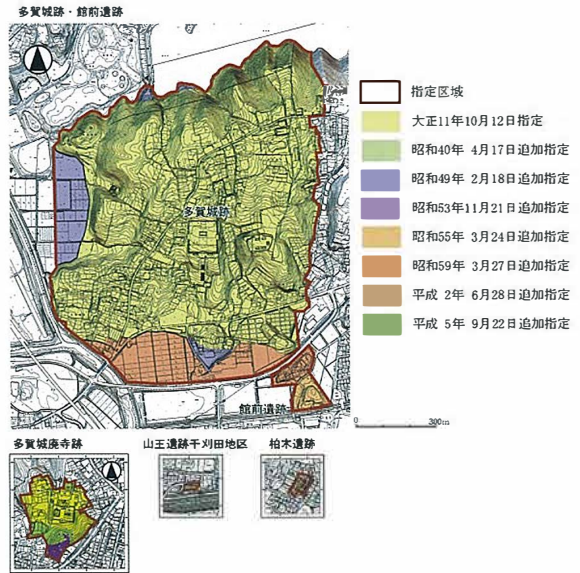 多賀城跡・館前遺跡
指定区域
大正11年10月12日指定
昭和40年 4月17日追加指定
昭和49年 2月18日追加指定
昭和53年11月21日追加指定
昭和55年 3月24日追加指定
昭和59年 3月27日追加指定
平成 2年 6月28日追加指定
平成 5年 9月22日追加指定
多賀城跡
館前遺跡
0 300m
多賀城廃寺跡
山王遺跡千刈田地区
柏木遺跡